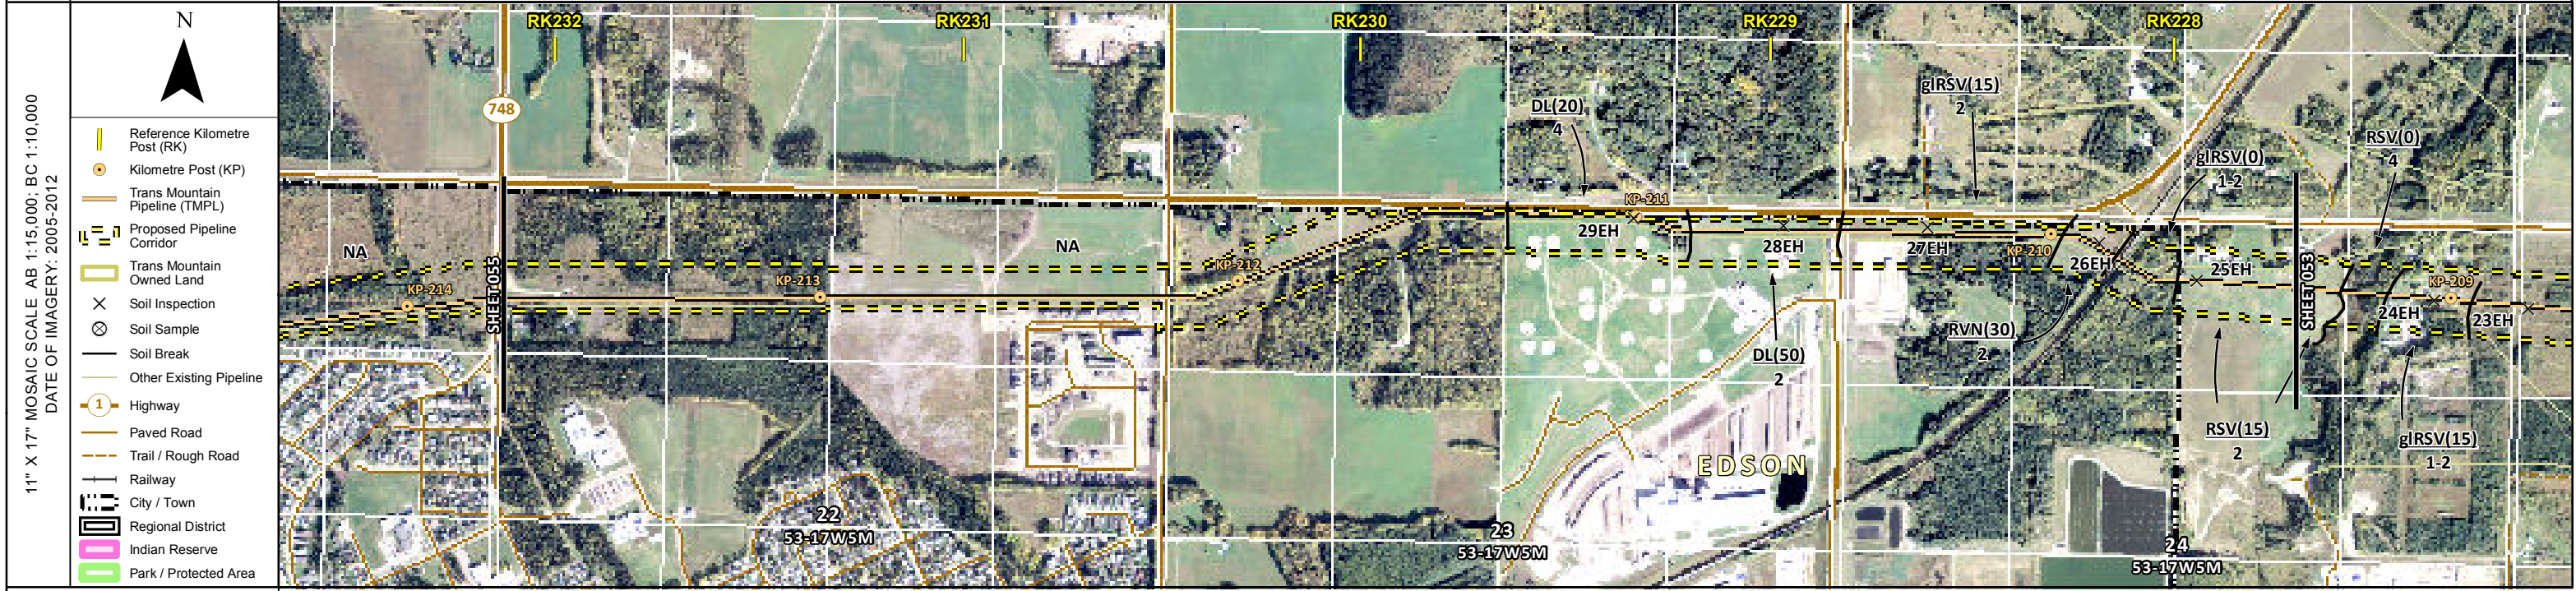 11" X 17" MOSAIC SCALE AB 1:15,000; BC 1:10,000
DATE OF IMAGERY: 2005-2012
N
Reference Kilometre
Post (RK)
Kilometre Post (KP)
Trans Mountain
Pipeline (TMPL)
Proposed Pipeline
Corridor
Trans Mountain
Owned Land
Soil Inspection
Soil Sample
Soil Break
Other Existing Pipeline
1 Highway
Paved Road
Trail / Rough Road
Railway
City / Town
Regional District
Indian Reserve
Park / Protected Area
RK232
RK231
RK230
RK229
RK228
748
DL(20)
4
glRSV(15)
2
glRSV(0)
1-2
RSV(0)
4
NA
NA
KP-214
SHEET 055
KP-213
KP-212
KP-211
29EH
28EH
27EH
KP-210
26EH
25EH
SHEET 053
24EH
KP-209
23EH
DL(50)
2
RVN(30)
2
RSV(15)
2
glRSV(15)
1-2
EDSON
22
53-17W5M
23
53-17W5M
24
53-17W5M